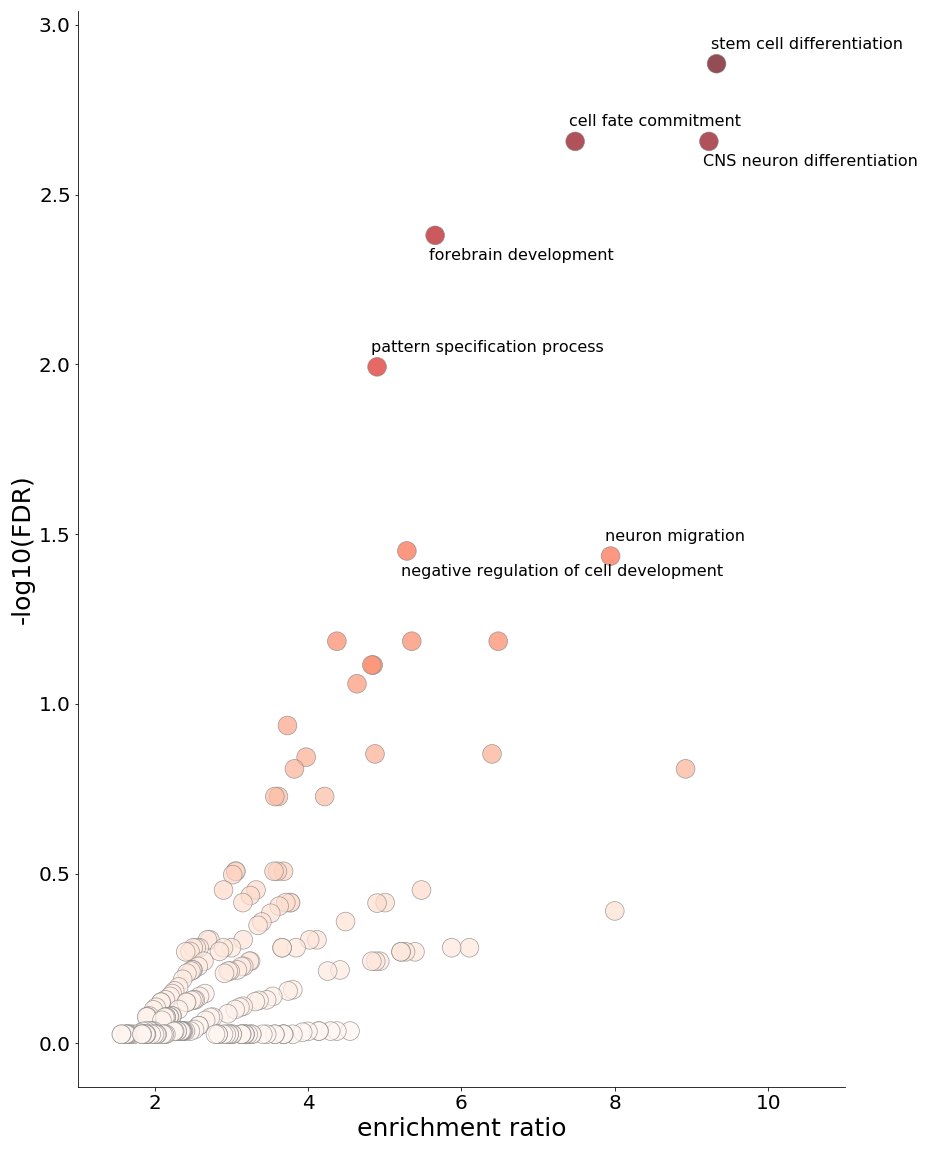 3.0
stem cell differentiation
cell fate commitment
CNS neuron differentiation
2.5
forebrain development
pattern specification process
2.0
1.5
neuron migration
negative regulation of cell development
-log10(FDR)
1.0
0.5
0.0
2 4 6 8 10
enrichment ratio